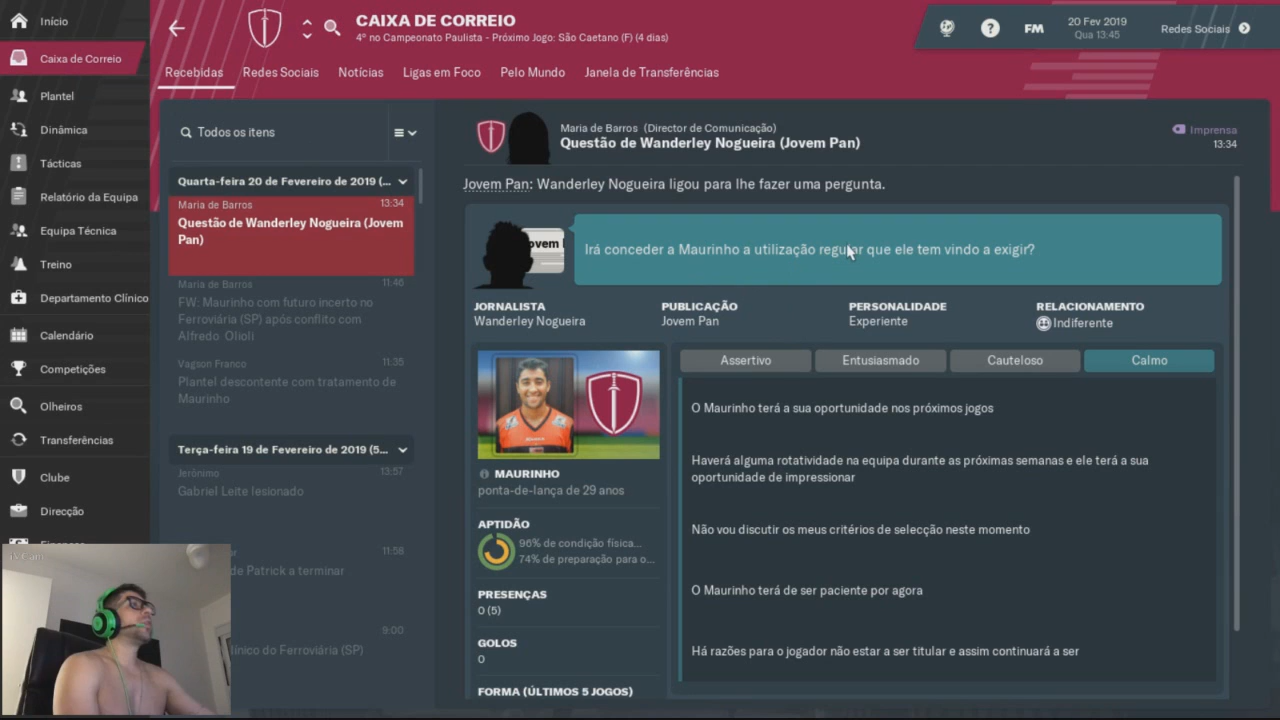 Início
Caixa de Correio
Plantel
Dinâmica
Tácticas
Relatório da Equipa
Equipa Técnica
Treino
Departamento Clínico
Calendário
Competições
Olheiros
Transferências
Clube
Direcção
CAIXA DE CORREIO
4º no Campeonato Paulista - Próximo Jogo: São Caetano (F) (4 dias)
FM
20 Fev 2019
Qua 13:45
Redes Sociais
Recebidas
Redes Sociais
Notícias
Ligas em Foco
Pelo Mundo
Janela de Transferências
Todos os itens
Quarta-feira 20 de Fevereiro de 2019 (...
Maria de Barros
13:34
Questão de Wanderley Nogueira (Jovem
Pan)
Maria de Barros
11:46
FW: Maurinho com futuro incerto no
Ferroviária (SP) após conflito com
Alfredo. Olioli
Vagson Franco
11:35
Plantel descontente com tratamento de
Maurinho
Terça-feira 19 de Fevereiro de 2019 (5...
Jerónimo
13:57
Gabriel Leite lesionado
11:58
de Patrick a terminar
9:00
línico do Ferroviária (SP)
Maria de Barros (Director de Comunicação)
Questão de Wanderley Nogueira (Jovem Pan)
Imprensa
13:34
Jovem Pan: Wanderley Nogueira ligou para lhe fazer uma pergunta.
Irá conceder a Maurinho a utilização regular que ele tem vindo a exigir?
JORNALISTA
Wanderley Nogueira
PUBLICAÇÃO
Jovem Pan
PERSONALIDADE
Experiente
RELACIONAMENTO
Indiferente
MAURINHO
ponta-de-lança de 29 anos
APTIDÃO
96% de condição física...
74% de preparação para o...
PRESENÇAS
0 (5)
GOLOS
0
FORMA (ÚLTIMOS 5 JOGOS)
Assertivo
Entusiasmado
Cauteloso
Calmo
O Maurinho terá a sua oportunidade nos próximos jogos
Haverá alguma rotatividade na equipa durante as próximas semanas e ele terá a sua
oportunidade de impressionar
Não vou discutir os meus critérios de selecção neste momento
O Maurinho terá de ser paciente por agora
Há razões para o jogador não estar a ser titular e assim continuará a ser